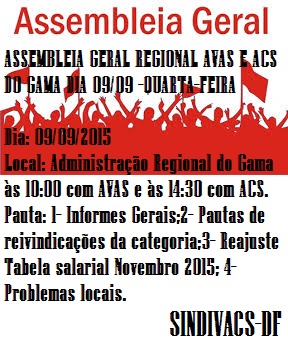 Assembleia Geral
ASSEMBLEIA GERAL REGIONAL AVAS E ACS
DO GAMA DIA 09/09 -QUARTA-FEIRA
Dia: 09/09/2015
Local: Administração Regional do Gama
às 10:00 com AVAS e às 14:30 com ACS.
Pauta: 1- Informes Gerais;2- Pautas de
reivindicações da categoria;3- Reajuste
Tabela salarial Novembro 2015; 4-
Problemas locais.
SINDIVACS-DF